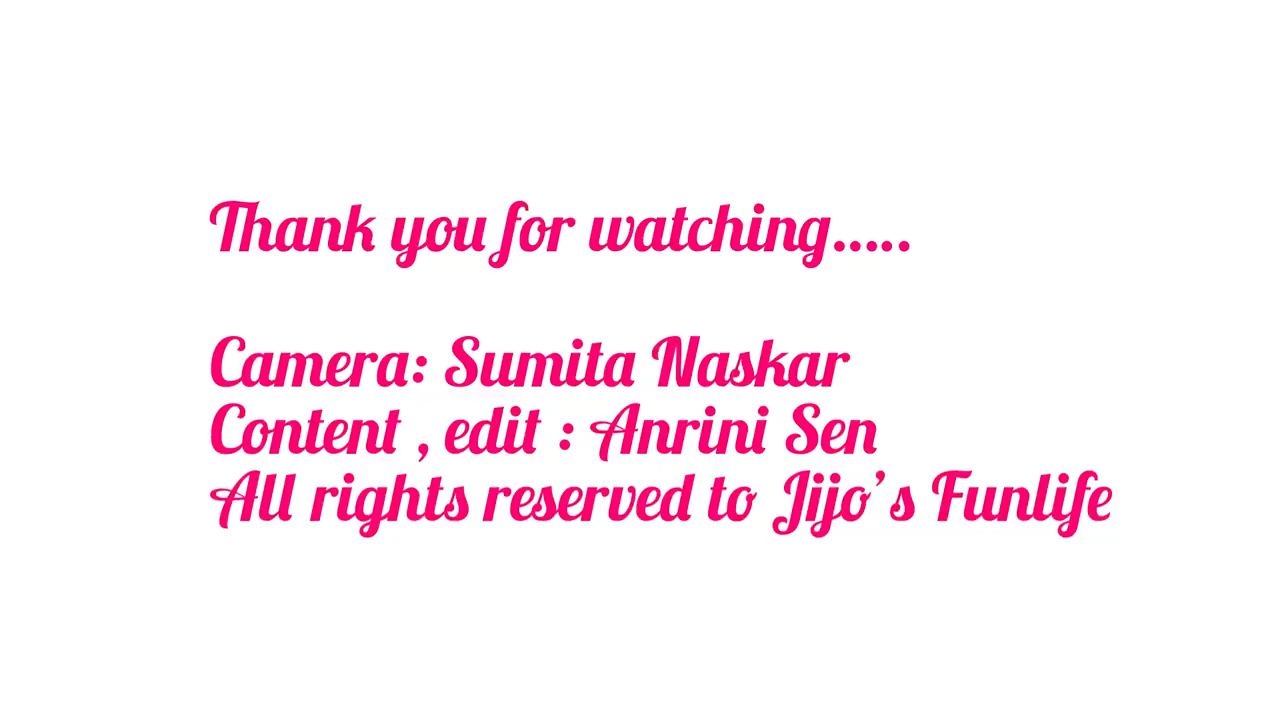 Thank you for watching.....
Camera: Sumita Naskar
Content , edit : Anrini Sen
All rights reserved to Jijo's Funlife